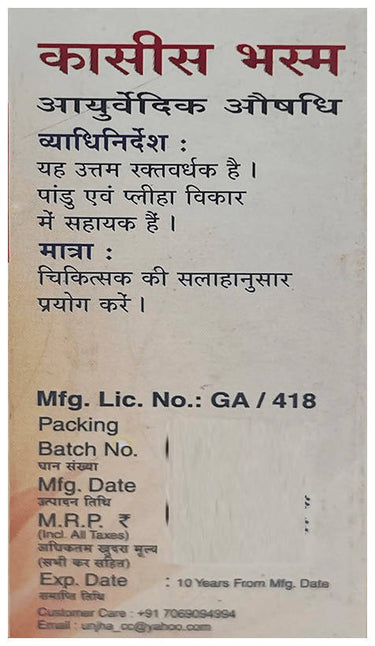 कासीस भस्म
आयुर्वेदिक औषधि
व्याधिनिर्देश :
यह उत्तम रक्तवर्धक है ।
पांडु एवं प्लीहा विकार
में सहायक हैं ।
मात्रा :
चिकित्सक की सलाहानुसार
प्रयोग करें ।
Mfg. Lic. No.: GA / 418
Packing
Batch No.
घान संख्या
Mfg. Date
उत्पादन तिथि
M.R.P. ₹
(Incl. All Taxes)
अधिकतम खुदरा मूल्य
(सभी कर सहित)
Exp. Date : 10 Years From Mfg. Date
समाप्ति तिथि
Customer Care : +91 7069094994
Email : unjha_cc@yahoo.com